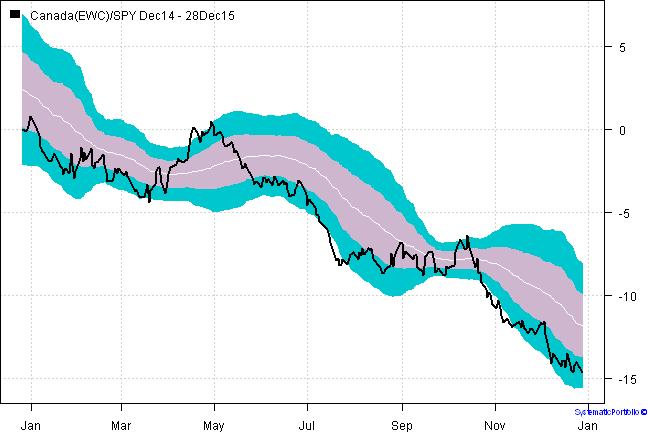 Canada(EWC)/SPY Dec14 - 28Dec15
5
0
-5
-10
-15
Jan Mar May Jul Sep Nov Jan
SystematicPortfolio ©